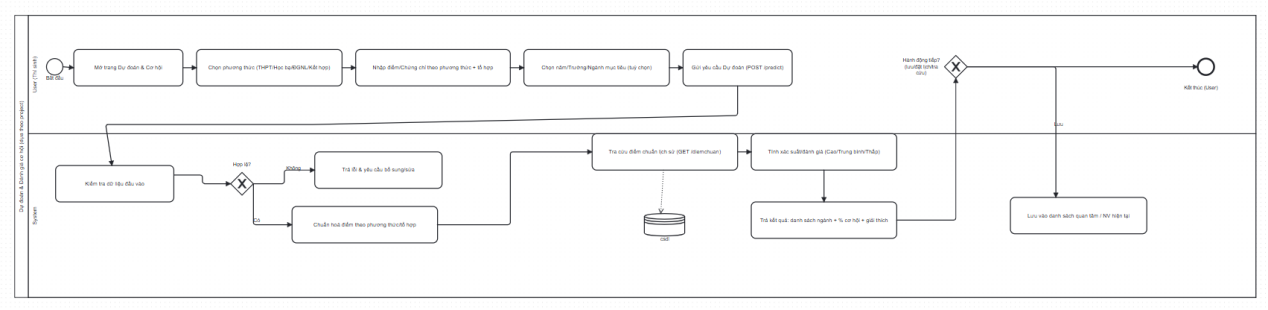 Dự đoán & Đánh giá cơ hội (dựa theo project)
User (Thí sinh)
Bắt đầu
Mở trang Dự đoán & Cơ hội
Chọn phương thức (THPT/Học bạ/ĐGNL/Kết hợp)
Nhập điểm/Chứng chỉ theo phương thức + tổ hợp
Chọn năm/Trường/Ngành mục tiêu (tuỳ chọn)
Gửi yêu cầu Dự đoán (POST /predict)
Hành động tiếp?
Kết thúc (User)
Lưu
System
Kiểm tra dữ liệu đầu vào
Hợp lệ?
Không
Trả lỗi & yêu cầu bổ sung/sửa
Có
Chuẩn hoá điểm theo phương thức/tổ hợp
Tra cứu điểm chuẩn lịch sử (GET /diemchuan)
CSDL
Tính xác suất/đánh giá (Cao/Trung bình/Thấp)
Trả kết quả: danh sách ngành + % cơ hội + giải thích
Lưu vào danh sách quan tâm / NV hiện tại